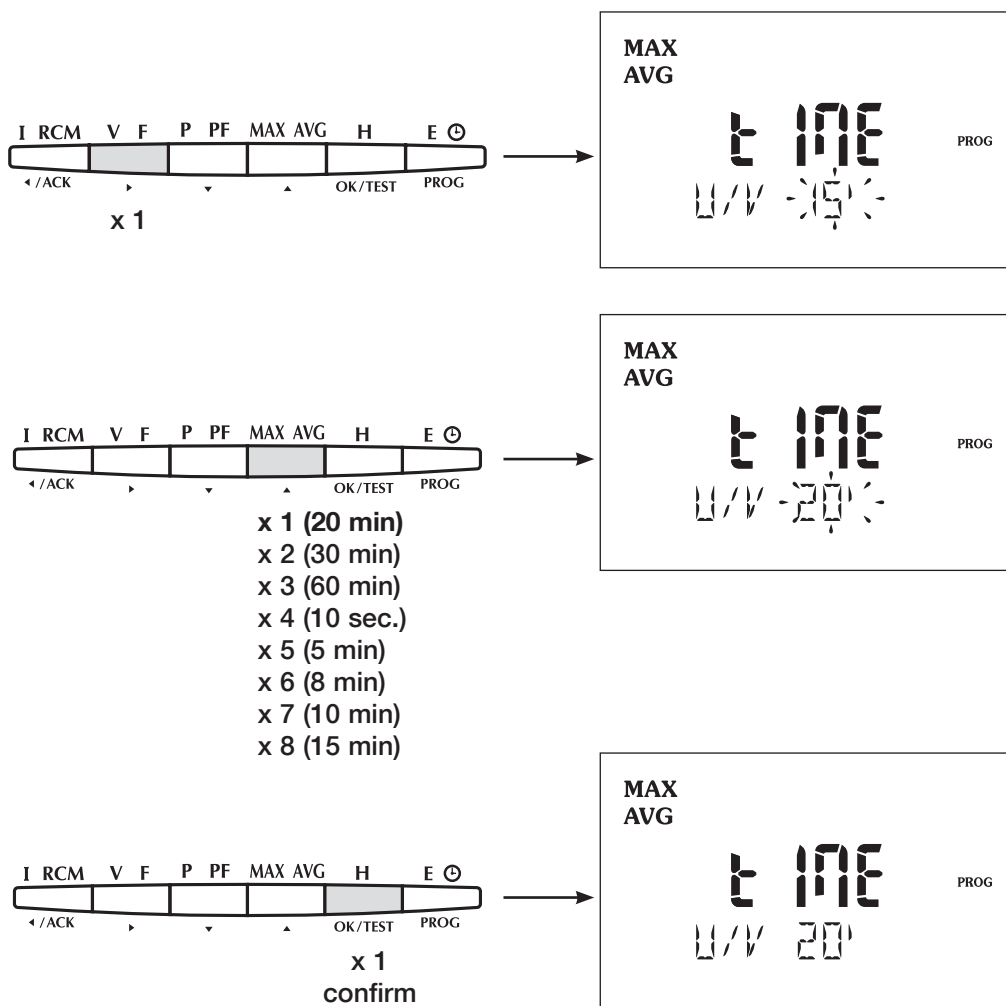 MAX
AVG
t IME
PROG
U/V 15'
I RCM V F P PF MAX AVG H E
/ACK OK/TEST PROG
x 1
MAX
AVG
t IME
PROG
U/V 20'
I RCM V F P PF MAX AVG H E
/ACK OK/TEST PROG
x 1 (20 min)
x 2 (30 min)
x 3 (60 min)
x 4 (10 sec.)
x 5 (5 min)
x 6 (8 min)
x 7 (10 min)
x 8 (15 min)
MAX
AVG
t IME
PROG
U/V 20'
I RCM V F P PF MAX AVG H E
/ACK OK/TEST PROG
x 1
confirm